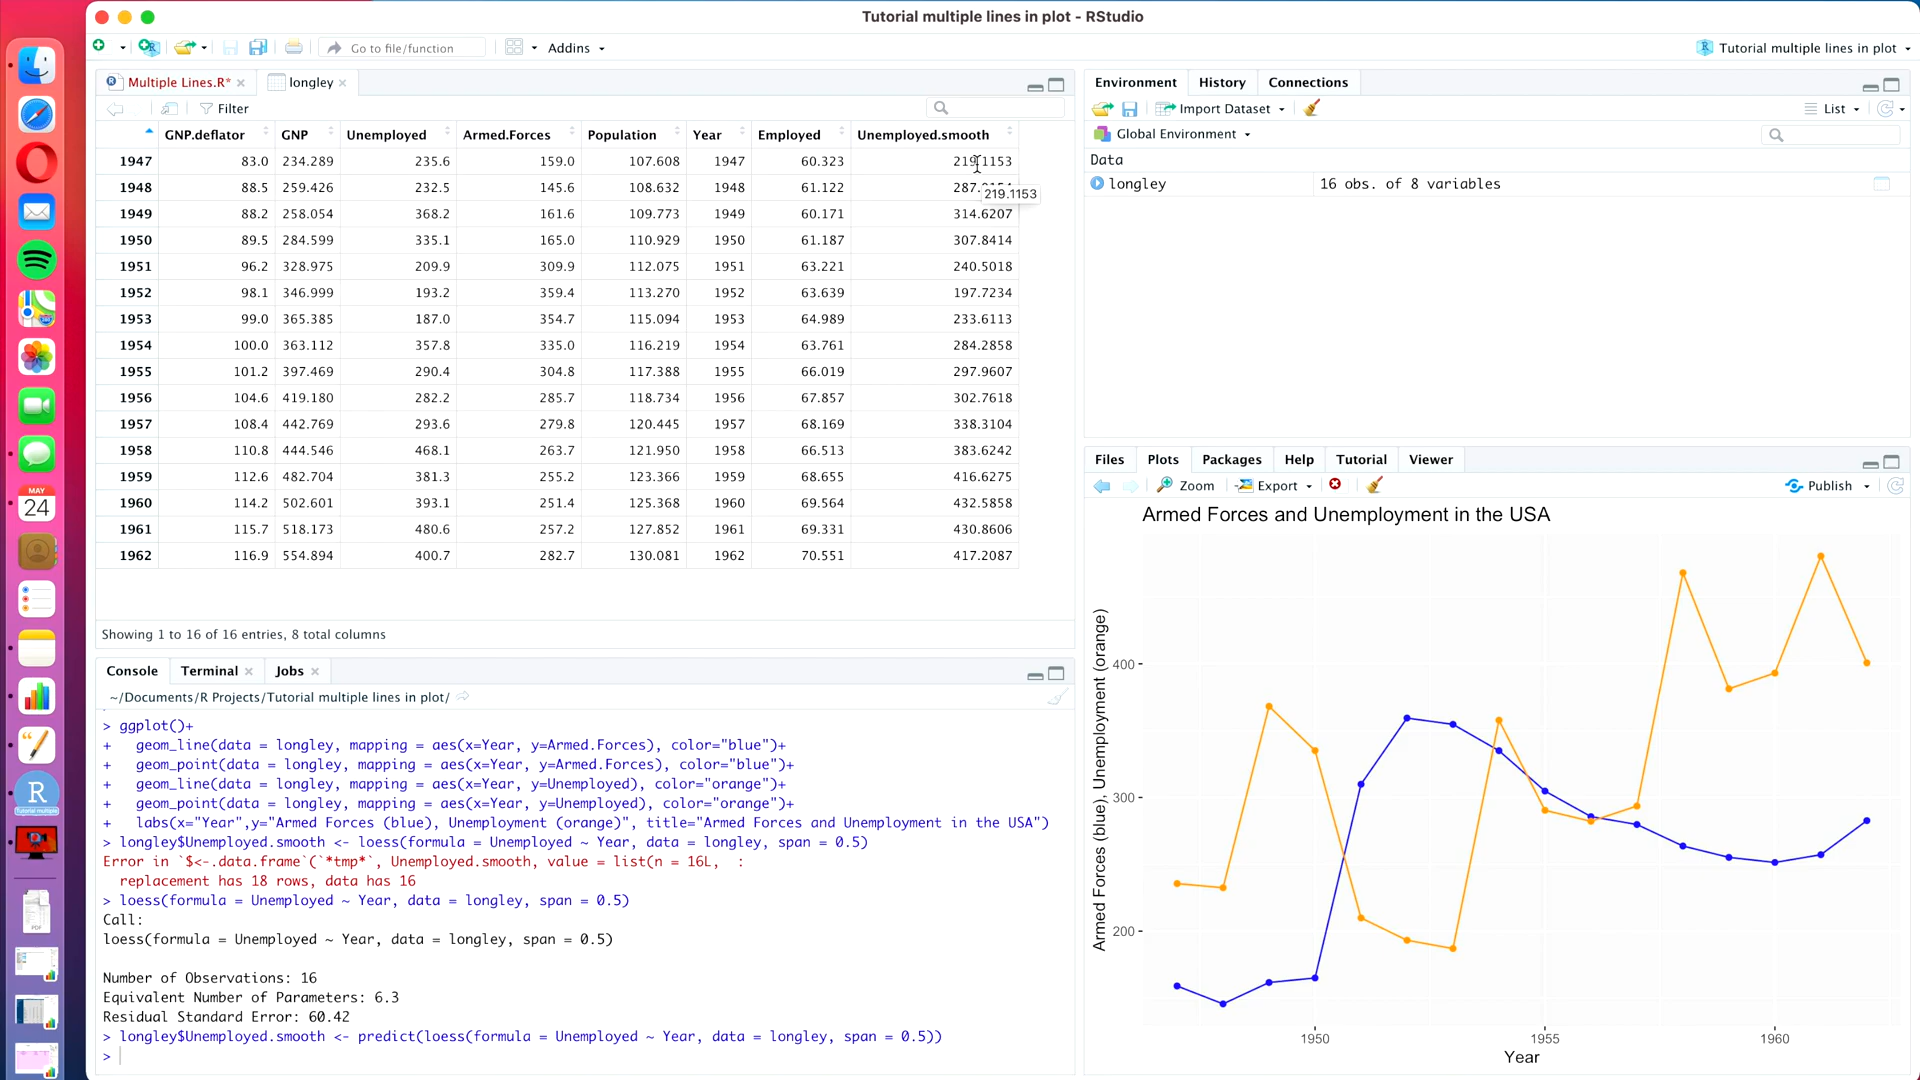 Tutorial multiple lines in plot - RStudio
Go to file/function
Addins
Tutorial multiple lines in plot
Multiple Lines.R*
longley
Filter
GNP.deflator GNP Unemployed Armed.Forces Population Year Employed Unemployed.smooth
1947 83.0 234.289 235.6 159.0 107.608 1947 60.323 219.1153
1948 88.5 259.426 232.5 145.6 108.632 1948 61.122
219.1153
1949 88.2 258.054 368.2 161.6 109.773 1949 60.171 314.6207
1950 89.5 284.599 335.1 165.0 110.929 1950 61.187 307.8414
1951 96.2 328.975 209.9 309.9 112.075 1951 63.221 240.5018
1952 98.1 346.999 193.2 359.4 113.270 1952 63.639 197.7234
1953 99.0 365.385 187.0 354.7 115.094 1953 64.989 233.6113
1954 100.0 363.112 357.8 335.0 116.219 1954 63.761 284.2858
1955 101.2 397.469 290.4 304.8 117.388 1955 66.019 297.9607
1956 104.6 419.180 282.2 285.7 118.734 1956 67.857 302.7618
1957 108.4 442.769 293.6 279.8 120.445 1957 68.169 338.3104
1958 110.8 444.546 468.1 263.7 121.950 1958 66.513 383.6242
1959 112.6 482.704 381.3 255.2 123.366 1959 68.655 416.6275
1960 114.2 502.601 393.1 251.4 125.368 1960 69.564 432.5858
1961 115.7 518.173 480.6 257.2 127.852 1961 69.331 430.8606
1962 116.9 554.894 400.7 282.7 130.081 1962 70.551 417.2087
Showing 1 to 16 of 16 entries, 8 total columns
Console Terminal Jobs
~/Documents/R Projects/Tutorial multiple lines in plot/
> ggplot()+
+ geom_line(data = longley, mapping = aes(x=Year, y=Armed.Forces), color="blue")+
+ geom_point(data = longley, mapping = aes(x=Year, y=Armed.Forces), color="blue")+
+ geom_line(data = longley, mapping = aes(x=Year, y=Unemployed), color="orange")+
+ geom_point(data = longley, mapping = aes(x=Year, y=Unemployed), color="orange")+
+ labs(x="Year",y="Armed Forces (blue), Unemployment (orange)", title="Armed Forces and Unemployment in the USA")
> longley$Unemployed.smooth <- loess(formula = Unemployed ~ Year, data = longley, span = 0.5)
Error in `$<-.data.frame`(`*tmp*`, Unemployed.smooth, value = list(n = 16L, :
replacement has 18 rows, data has 16
> loess(formula = Unemployed ~ Year, data = longley, span = 0.5)
Call:
loess(formula = Unemployed ~ Year, data = longley, span = 0.5)
Number of Observations: 16
Equivalent Number of Parameters: 6.3
Residual Standard Error: 60.42
> longley$Unemployed.smooth <- predict(loess(formula = Unemployed ~ Year, data = longley, span = 0.5))
>
Environment History Connections
Import Dataset
List
Global Environment
Data
longley 16 obs. of 8 variables
Files Plots Packages Help Tutorial Viewer
Zoom Export Publish
Armed Forces and Unemployment in the USA
Armed Forces (blue), Unemployment (orange)
400
300
200
1950 1955 1960
Year
MAY
24
R
PDF